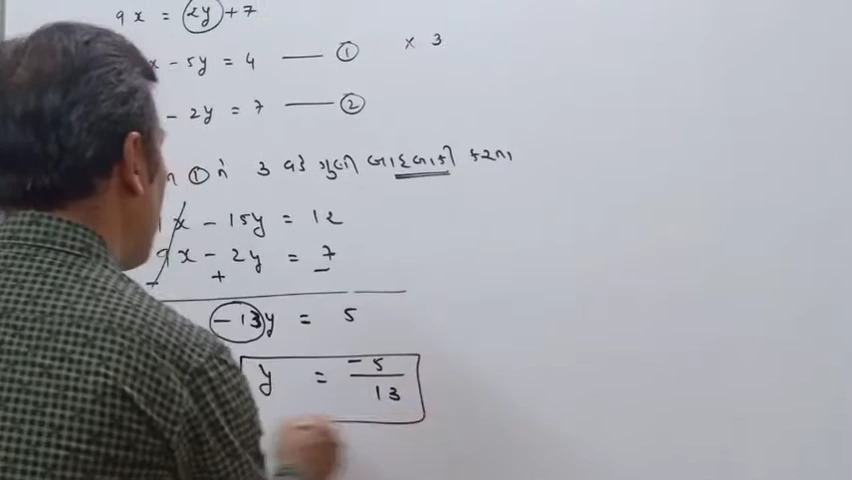 9x = 2y + 7
x - 5y = 4 —— ①
- 2y = 7 —— ②
① ને 3 વડે ગુણી બાદબાકી કરતા
× 3
x - 15y = 12
9x - 2y = 7
- + -
-13y = 5
y = -5/13